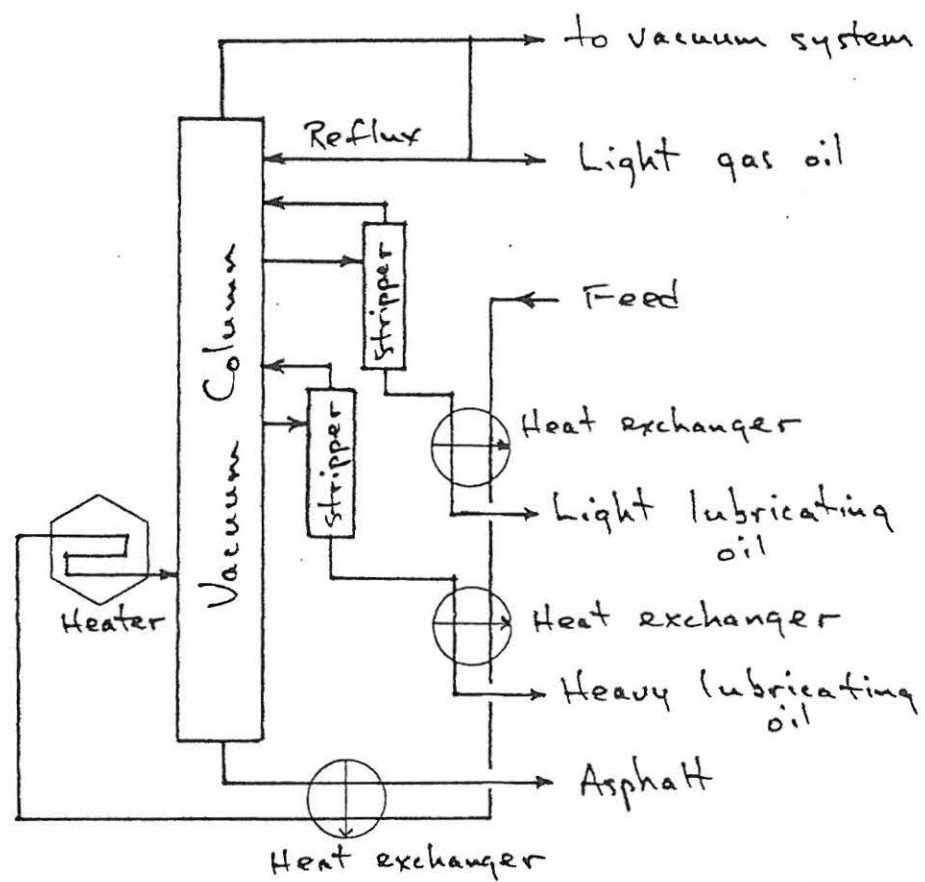 to vacuum system
Reflux
Light gas oil
Stripper
Feed
Vacuum Column
Stripper
Heat exchanger
Light lubricating
oil
Heater
Heat exchanger
Heavy lubricating
oil
Asphalt
Heat exchanger